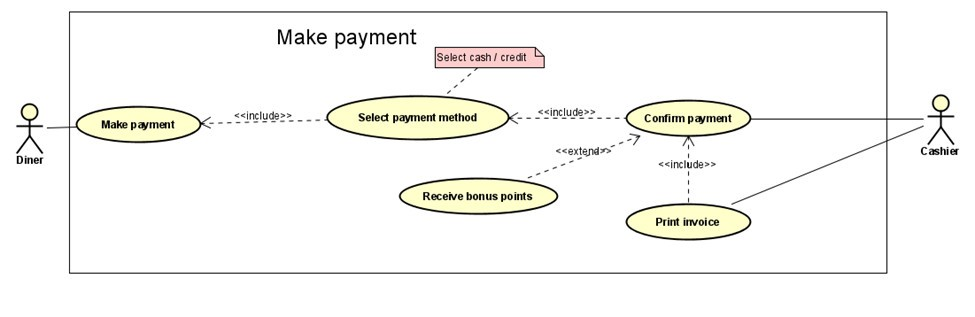 Make payment
Select cash / credit
Diner
Make payment
<<include>>
Select payment method
<<include>>
Confirm payment
Cashier
<<extend>>
<<include>>
Receive bonus points
Print invoice